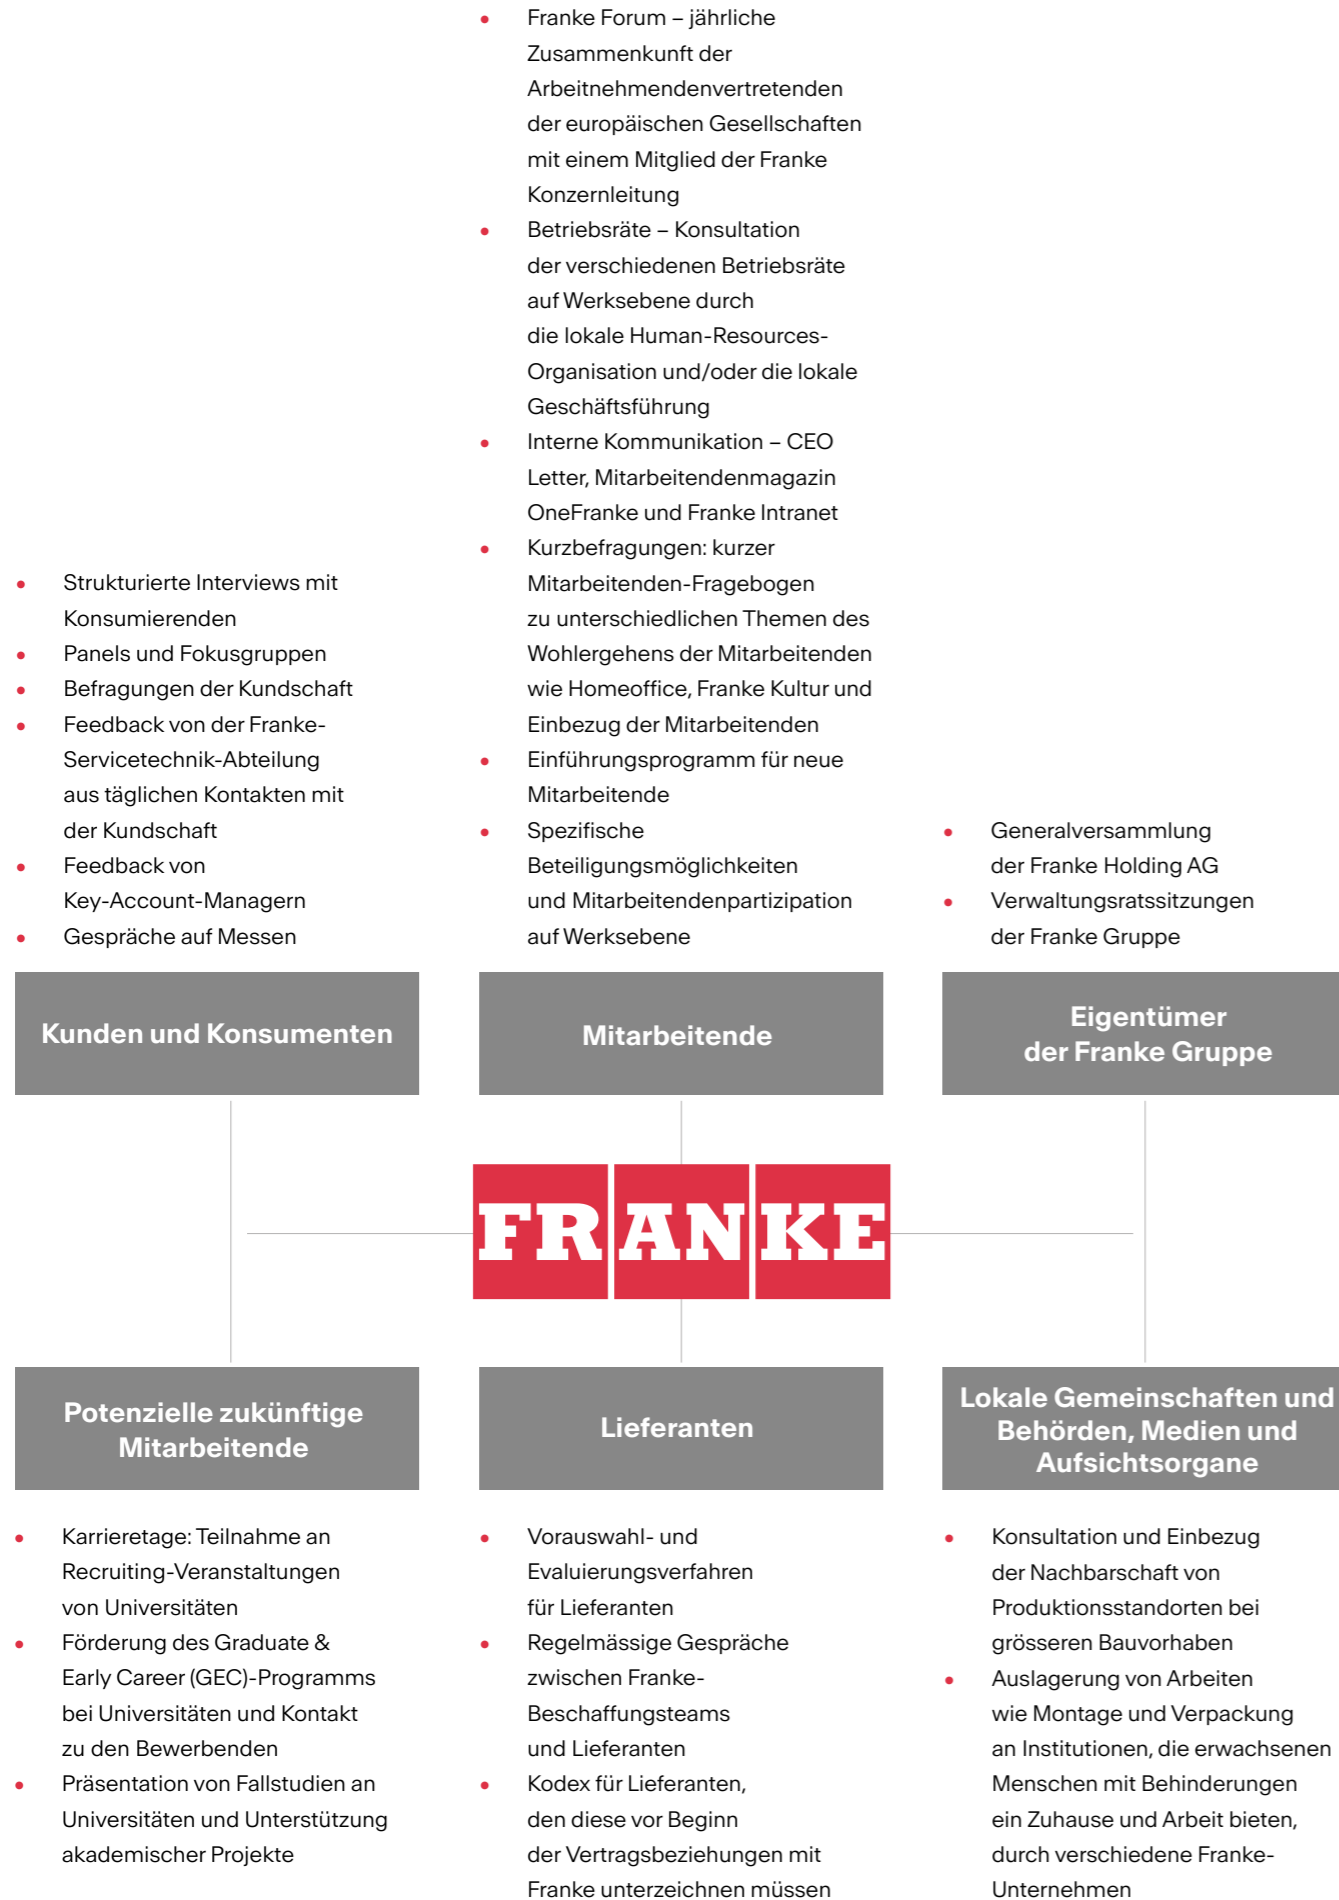 • Franke Forum – jährliche
Zusammenkunft der
Arbeitnehmendenvertretenden
der europäischen Gesellschaften
mit einem Mitglied der Franke
Konzernleitung
• Betriebsräte – Konsultation
der verschiedenen Betriebsräte
auf Werksebene durch
die lokale Human-Resources-
Organisation und/oder die lokale
Geschäftsführung
• Interne Kommunikation – CEO
Letter, Mitarbeitendenmagazin
OneFranke und Franke Intranet
• Kurzbefragungen: kurzer
Mitarbeitenden-Fragebogen
zu unterschiedlichen Themen des
Wohlergehens der Mitarbeitenden
wie Homeoffice, Franke Kultur und
Einbezug der Mitarbeitenden
• Einführungsprogramm für neue
Mitarbeitende
• Spezifische
Beteiligungsmöglichkeiten
und Mitarbeitendenpartizipation
auf Werksebene
• Strukturierte Interviews mit
Konsumierenden
• Panels und Fokusgruppen
• Befragungen der Kundschaft
• Feedback von der Franke-
Servicetechnik-Abteilung
aus täglichen Kontakten mit
der Kundschaft
• Feedback von
Key-Account-Managern
• Gespräche auf Messen
• Generalversammlung
der Franke Holding AG
• Verwaltungsratssitzungen
der Franke Gruppe
Kunden und Konsumenten
Mitarbeitende
Eigentümer
der Franke Gruppe
FRANKE
Potenzielle zukünftige
Mitarbeitende
Lieferanten
Lokale Gemeinschaften und
Behörden, Medien und
Aufsichtsorgane
• Karrieretage: Teilnahme an
Recruiting-Veranstaltungen
von Universitäten
• Förderung des Graduate &
Early Career (GEC)-Programms
bei Universitäten und Kontakt
zu den Bewerbenden
• Präsentation von Fallstudien an
Universitäten und Unterstützung
akademischer Projekte
• Vorauswahl- und
Evaluierungsverfahren
für Lieferanten
• Regelmässige Gespräche
zwischen Franke-
Beschaffungsteams
und Lieferanten
• Kodex für Lieferanten,
den diese vor Beginn
der Vertragsbeziehungen mit
Franke unterzeichnen müssen
• Konsultation und Einbezug
der Nachbarschaft von
Produktionsstandorten bei
grösseren Bauvorhaben
• Auslagerung von Arbeiten
wie Montage und Verpackung
an Institutionen, die erwachsenen
Menschen mit Behinderungen
ein Zuhause und Arbeit bieten,
durch verschiedene Franke-
Unternehmen